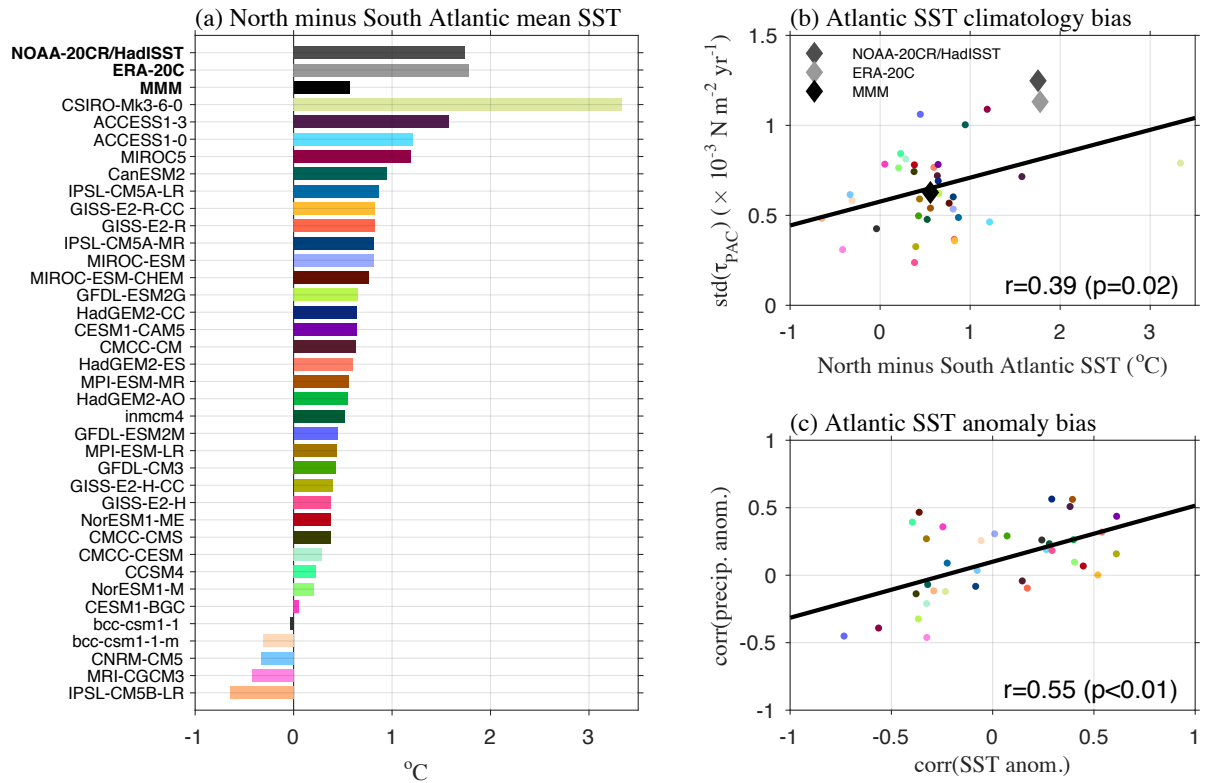 (a) North minus South Atlantic mean SST
NOAA-20CR/HadISST
ERA-20C
MMM
CSIRO-Mk3-6-0
ACCESS1-3
ACCESS1-0
MIROC5
CanESM2
IPSL-CM5A-LR
GISS-E2-R-CC
GISS-E2-R
IPSL-CM5A-MR
MIROC-ESM
MIROC-ESM-CHEM
GFDL-ESM2G
HadGEM2-CC
CESM1-CAM5
CMCC-CM
HadGEM2-ES
MPI-ESM-MR
HadGEM2-AO
inmcm4
GFDL-ESM2M
MPI-ESM-LR
GFDL-CM3
GISS-E2-H-CC
GISS-E2-H
NorESM1-ME
CMCC-CMS
CMCC-CESM
CCSM4
NorESM1-M
CESM1-BGC
bcc-csm1-1
bcc-csm1-1-m
CNRM-CM5
MRI-CGCM3
IPSL-CM5B-LR
-1 0 1 2 3
°C
(b) Atlantic SST climatology bias
1.5
1
0.5
0
std(τPAC) (× 10⁻³ N m⁻² yr⁻¹)
NOAA-20CR/HadISST
ERA-20C
MMM
r=0.39 (p=0.02)
-1 0 1 2 3
North minus South Atlantic SST (°C)
(c) Atlantic SST anomaly bias
1
0.5
0
-0.5
-1
corr(precip. anom.)
r=0.55 (p<0.01)
-1 -0.5 0 0.5 1
corr(SST anom.)